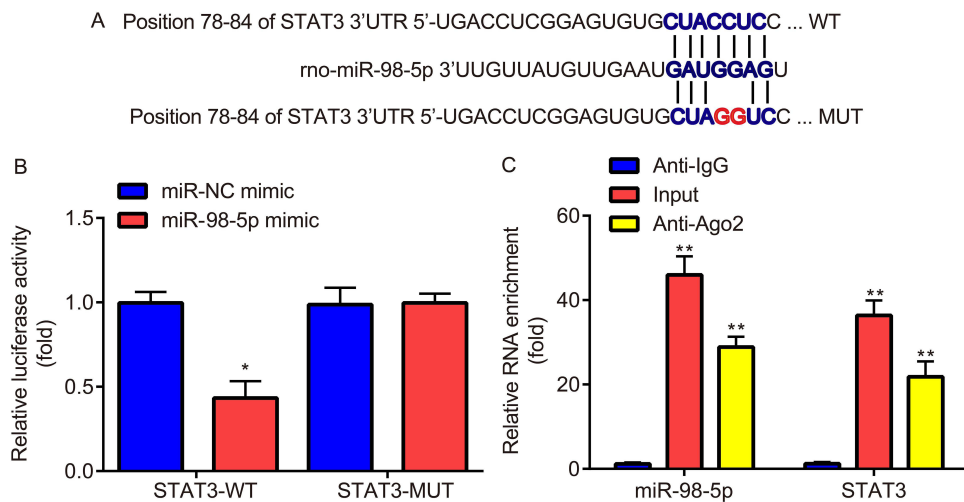 A
Position 78-84 of STAT3 3'UTR 5'-UGACCUCGGAGUGUGCUACCUCC ... WT
rno-miR-98-5p 3'UUGUUAUGUUGAAUGAUGGAGU
Position 78-84 of STAT3 3'UTR 5'-UGACCUCGGAGUGUGCUAGGUCC ... MUT
B
miR-NC mimic
miR-98-5p mimic
Relative luciferase activity
(fold)
1.5
1.0
0.5
0.0
*
STAT3-WT
STAT3-MUT
C
Anti-IgG
Input
Anti-Ago2
Relative RNA enrichment
(fold)
60
40
20
0
**
**
**
**
miR-98-5p
STAT3